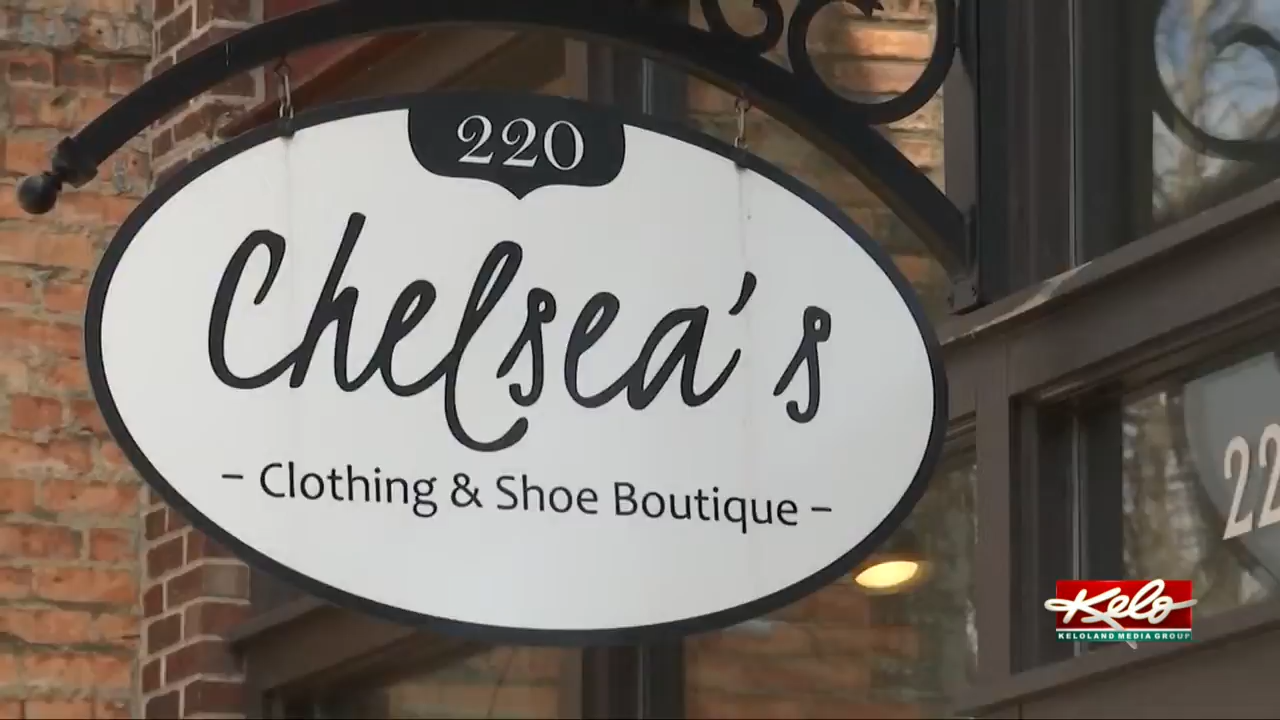 220
Chelsea's
– Clothing & Shoe Boutique –
22
Kelo
KELOLAND MEDIA GROUP